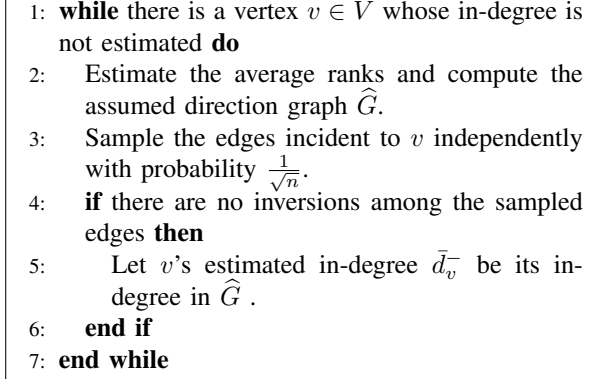 1: while there is a vertex v ∈ V whose in-degree is
not estimated do
2: Estimate the average ranks and compute the
assumed direction graph Ĝ.
3: Sample the edges incident to v independently
with probability 1/√n.
4: if there are no inversions among the sampled
edges then
5: Let v's estimated in-degree d̄ᵥ⁻ be its in-
degree in Ĝ .
6: end if
7: end while